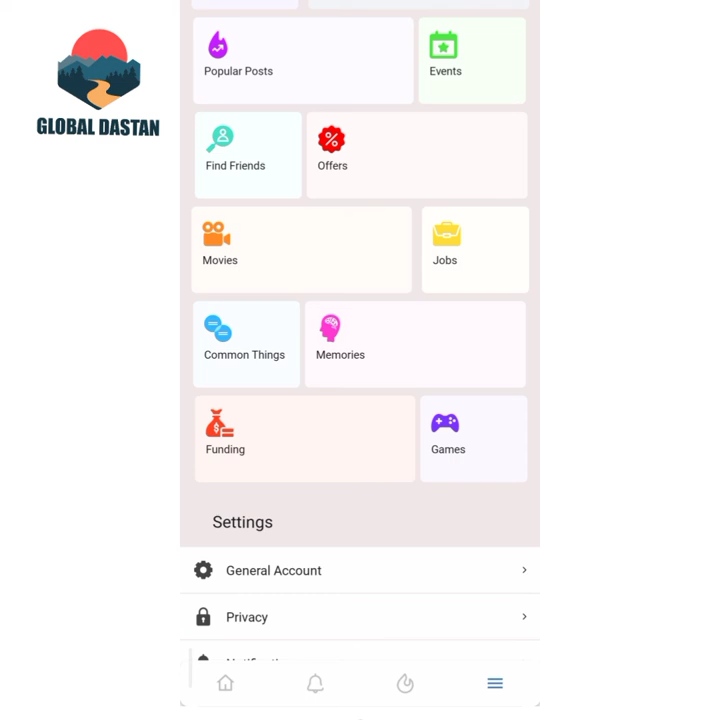 GLOBAL DASTAN
Popular Posts
Events
Find Friends
Offers
Movies
Jobs
Common Things
Memories
Funding
Games
Settings
General Account
Privacy